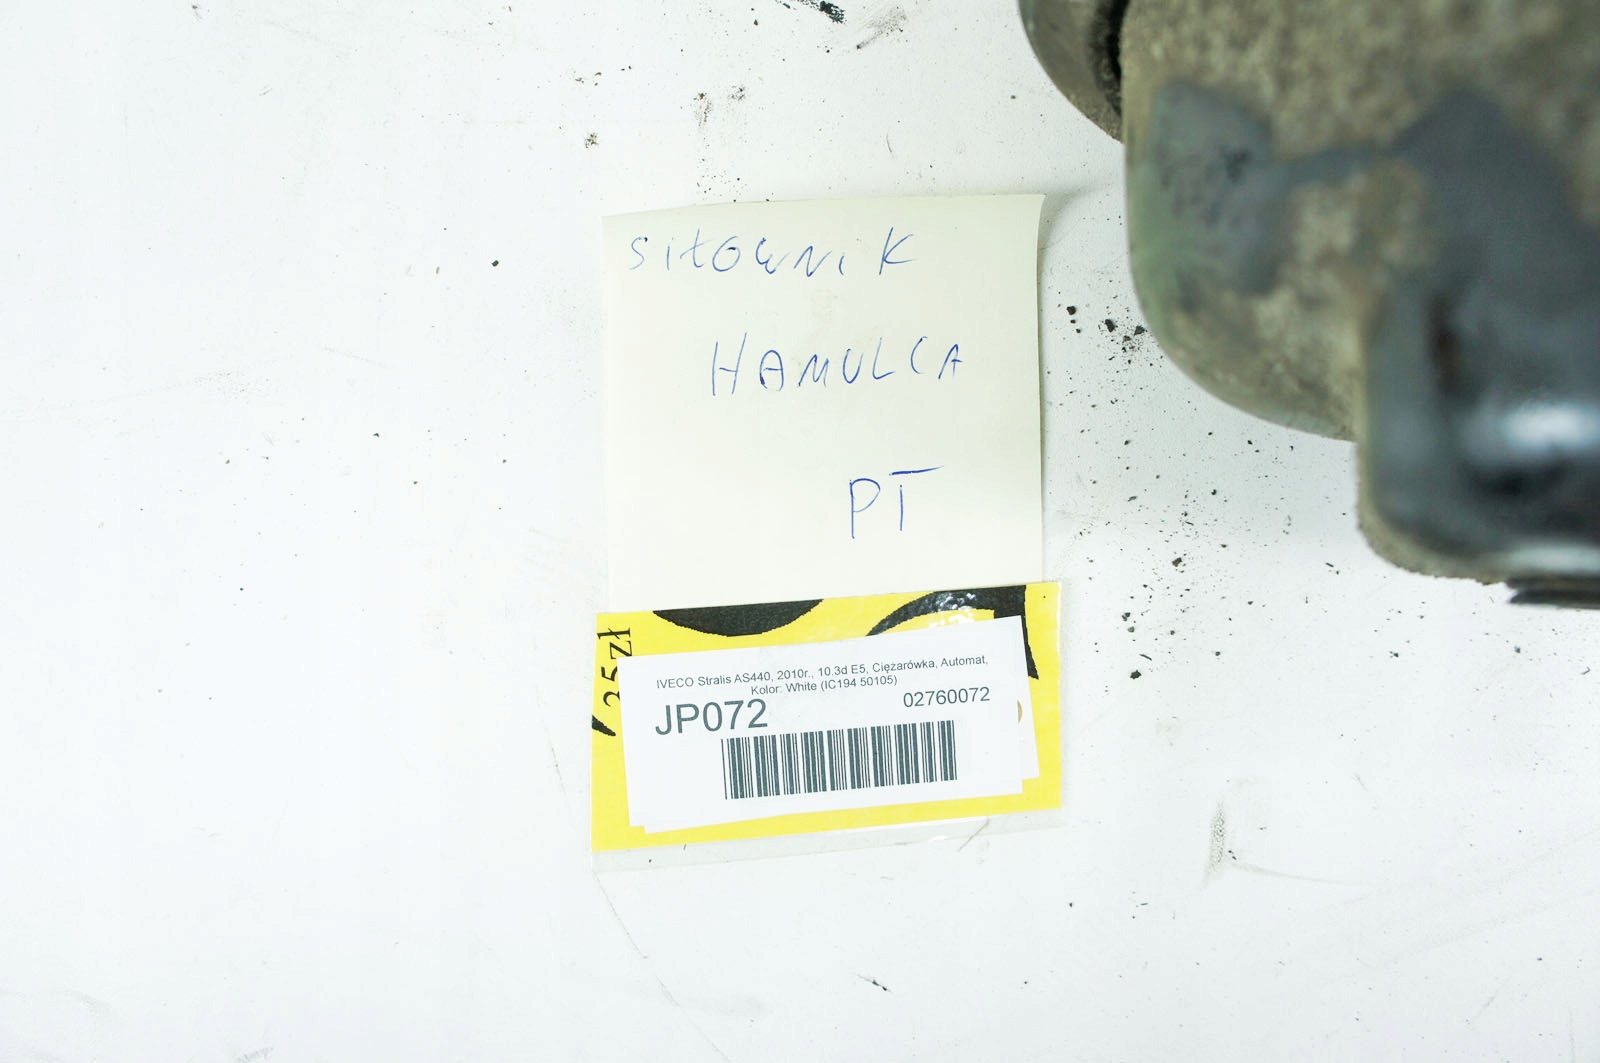 SIŁOWNIK
HAMULCA
PT
25zł
IVECO Stralis AS440, 2010r., 10.3d E5, Ciężarówka, Automat,
Kolor: White (IC194 50105)
JP072 02760072